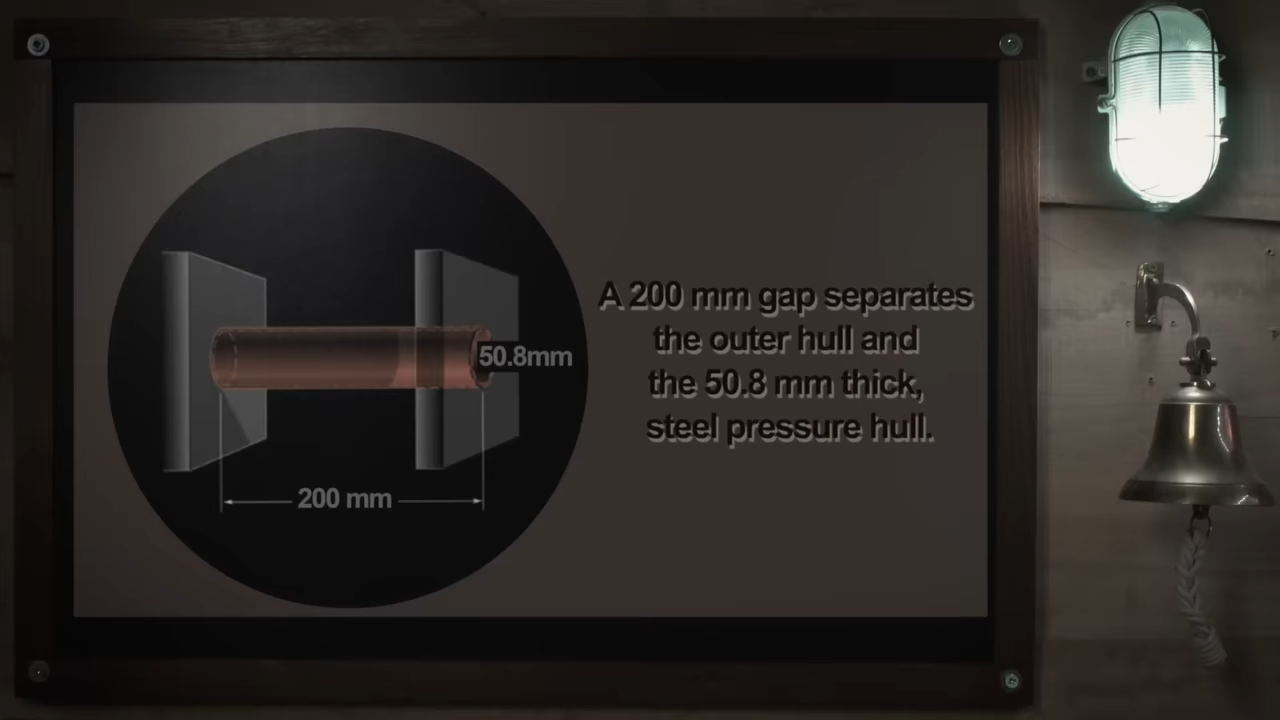 A 200 mm gap separates
the outer hull and
the 50.8 mm thick,
steel pressure hull.
50.8mm
200 mm